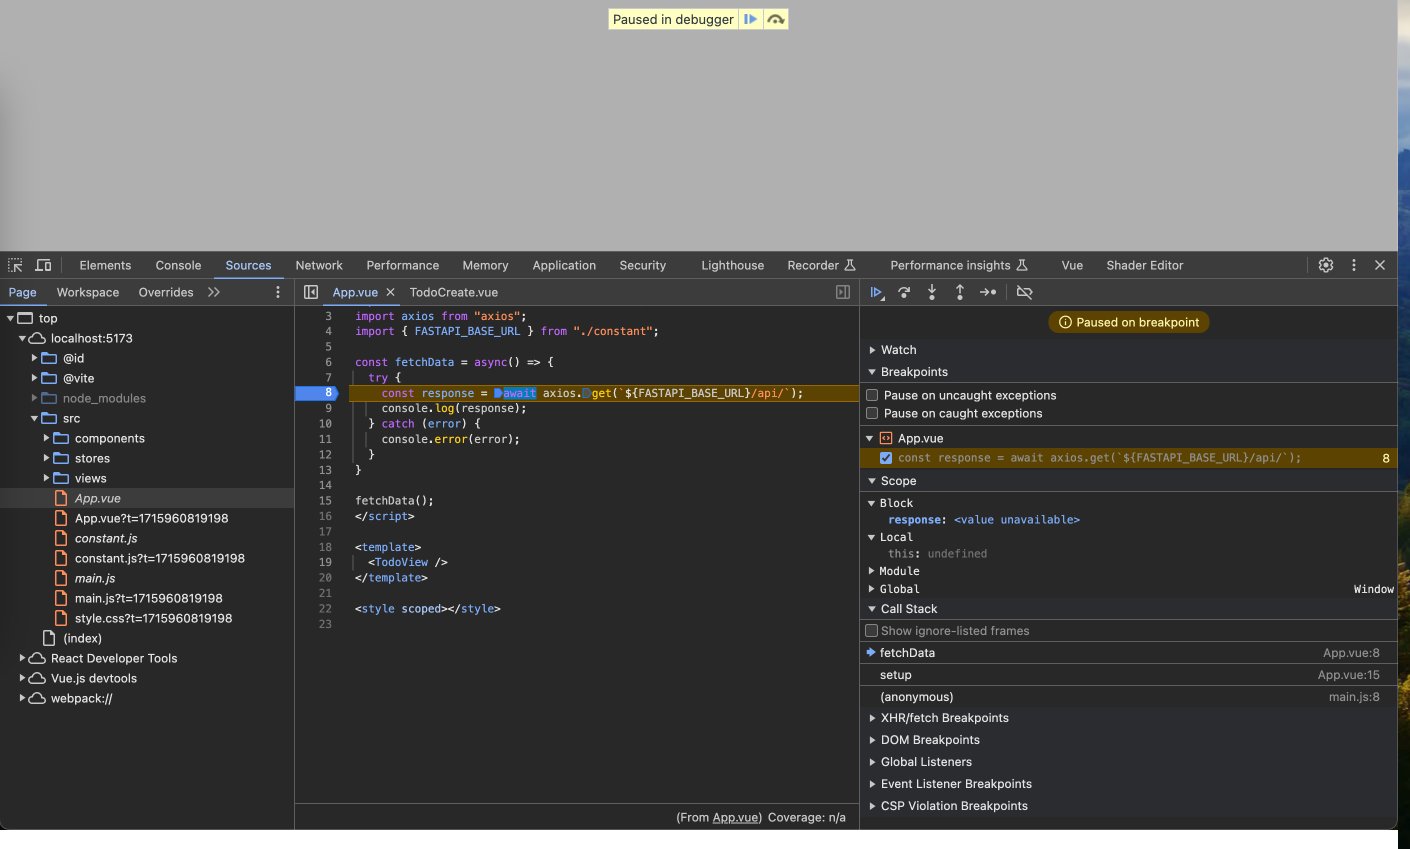 Paused in debugger
Elements Console Sources Network Performance Memory Application Security Lighthouse Recorder Performance insights Vue Shader Editor
Page Workspace Overrides
top
localhost:5173
@id
@vite
node_modules
src
components
stores
views
App.vue
App.vue?t=1715960819198
constant.js
constant.js?t=1715960819198
main.js
main.js?t=1715960819198
style.css?t=1715960819198
(index)
React Developer Tools
Vue.js devtools
webpack://
App.vue TodoCreate.vue
3 import axios from "axios";
4 import { FASTAPI_BASE_URL } from "./constant";
5
6 const fetchData = async() => {
7 try {
8 const response = await axios.get(`${FASTAPI_BASE_URL}/api/`);
9 console.log(response);
10 } catch (error) {
11 console.error(error);
12 }
13 }
14
15 fetchData();
16 </script>
17
18 <template>
19 <TodoView />
20 </template>
21
22 <style scoped></style>
23
(From App.vue) Coverage: n/a
Paused on breakpoint
Watch
Breakpoints
Pause on uncaught exceptions
Pause on caught exceptions
App.vue
const response = await axios.get(`${FASTAPI_BASE_URL}/api/`); 8
Scope
Block
response: <value unavailable>
Local
this: undefined
Module
Global Window
Call Stack
Show ignore-listed frames
fetchData App.vue:8
setup App.vue:15
(anonymous) main.js:8
XHR/fetch Breakpoints
DOM Breakpoints
Global Listeners
Event Listener Breakpoints
CSP Violation Breakpoints